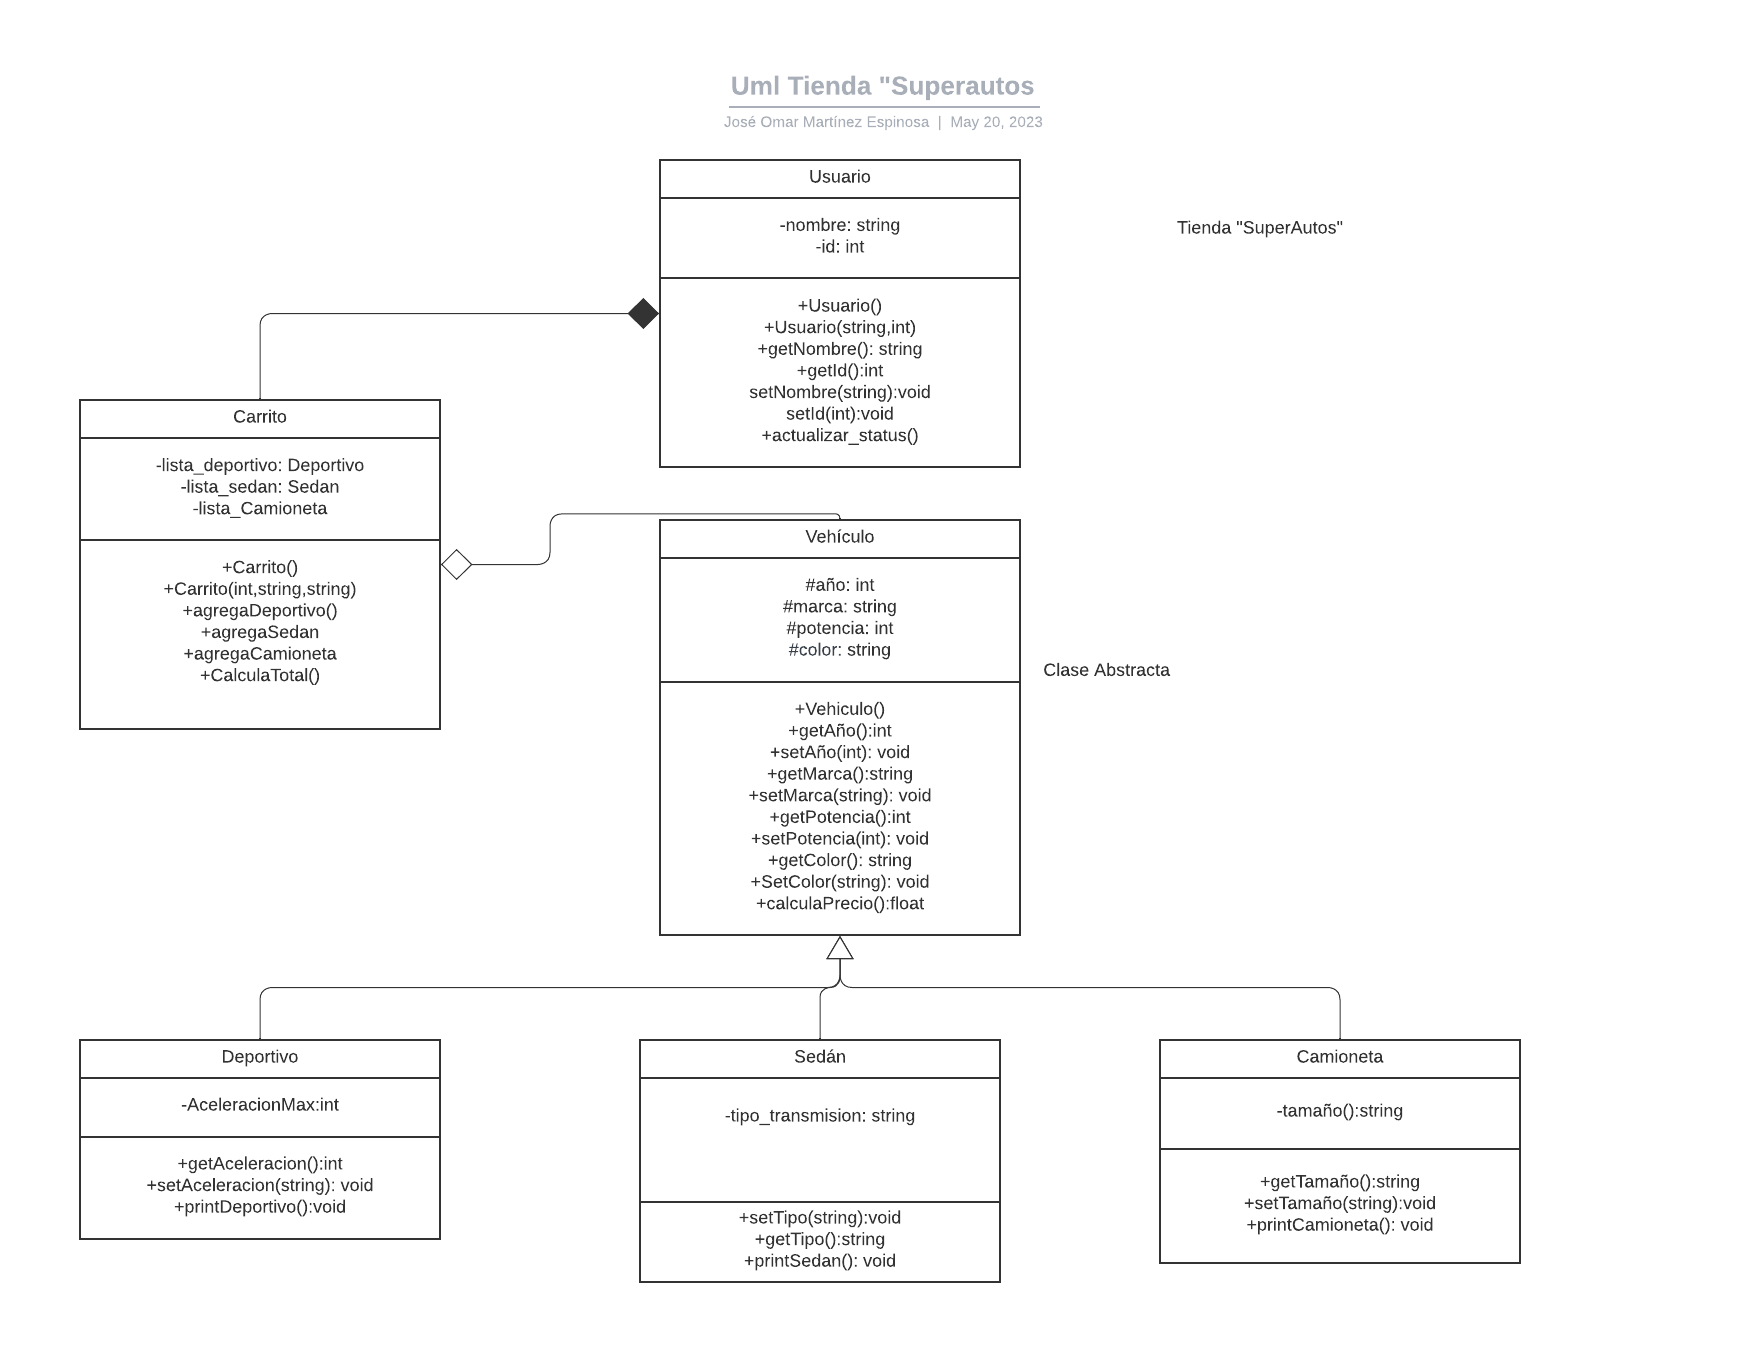 Uml Tienda "Superautos
José Omar Martínez Espinosa | May 20, 2023
Usuario
-nombre: string
-id: int
+Usuario()
+Usuario(string,int)
+getNombre(): string
+getId():int
setNombre(string):void
setId(int):void
+actualizar_status()
Tienda "SuperAutos"
Carrito
-lista_deportivo: Deportivo
-lista_sedan: Sedan
-lista_Camioneta
+Carrito()
+Carrito(int,string,string)
+agregaDeportivo()
+agregaSedan
+agregaCamioneta
+CalculaTotal()
Vehículo
#año: int
#marca: string
#potencia: int
#color: string
+Vehiculo()
+getAño():int
+setAño(int): void
+getMarca():string
+setMarca(string): void
+getPotencia():int
+setPotencia(int): void
+getColor(): string
+SetColor(string): void
+calculaPrecio():float
Clase Abstracta
Deportivo
-AceleracionMax:int
+getAceleracion():int
+setAceleracion(string): void
+printDeportivo():void
Sedán
-tipo_transmision: string
+setTipo(string):void
+getTipo():string
+printSedan(): void
Camioneta
-tamaño():string
+getTamaño():string
+setTamaño(string):void
+printCamioneta(): void